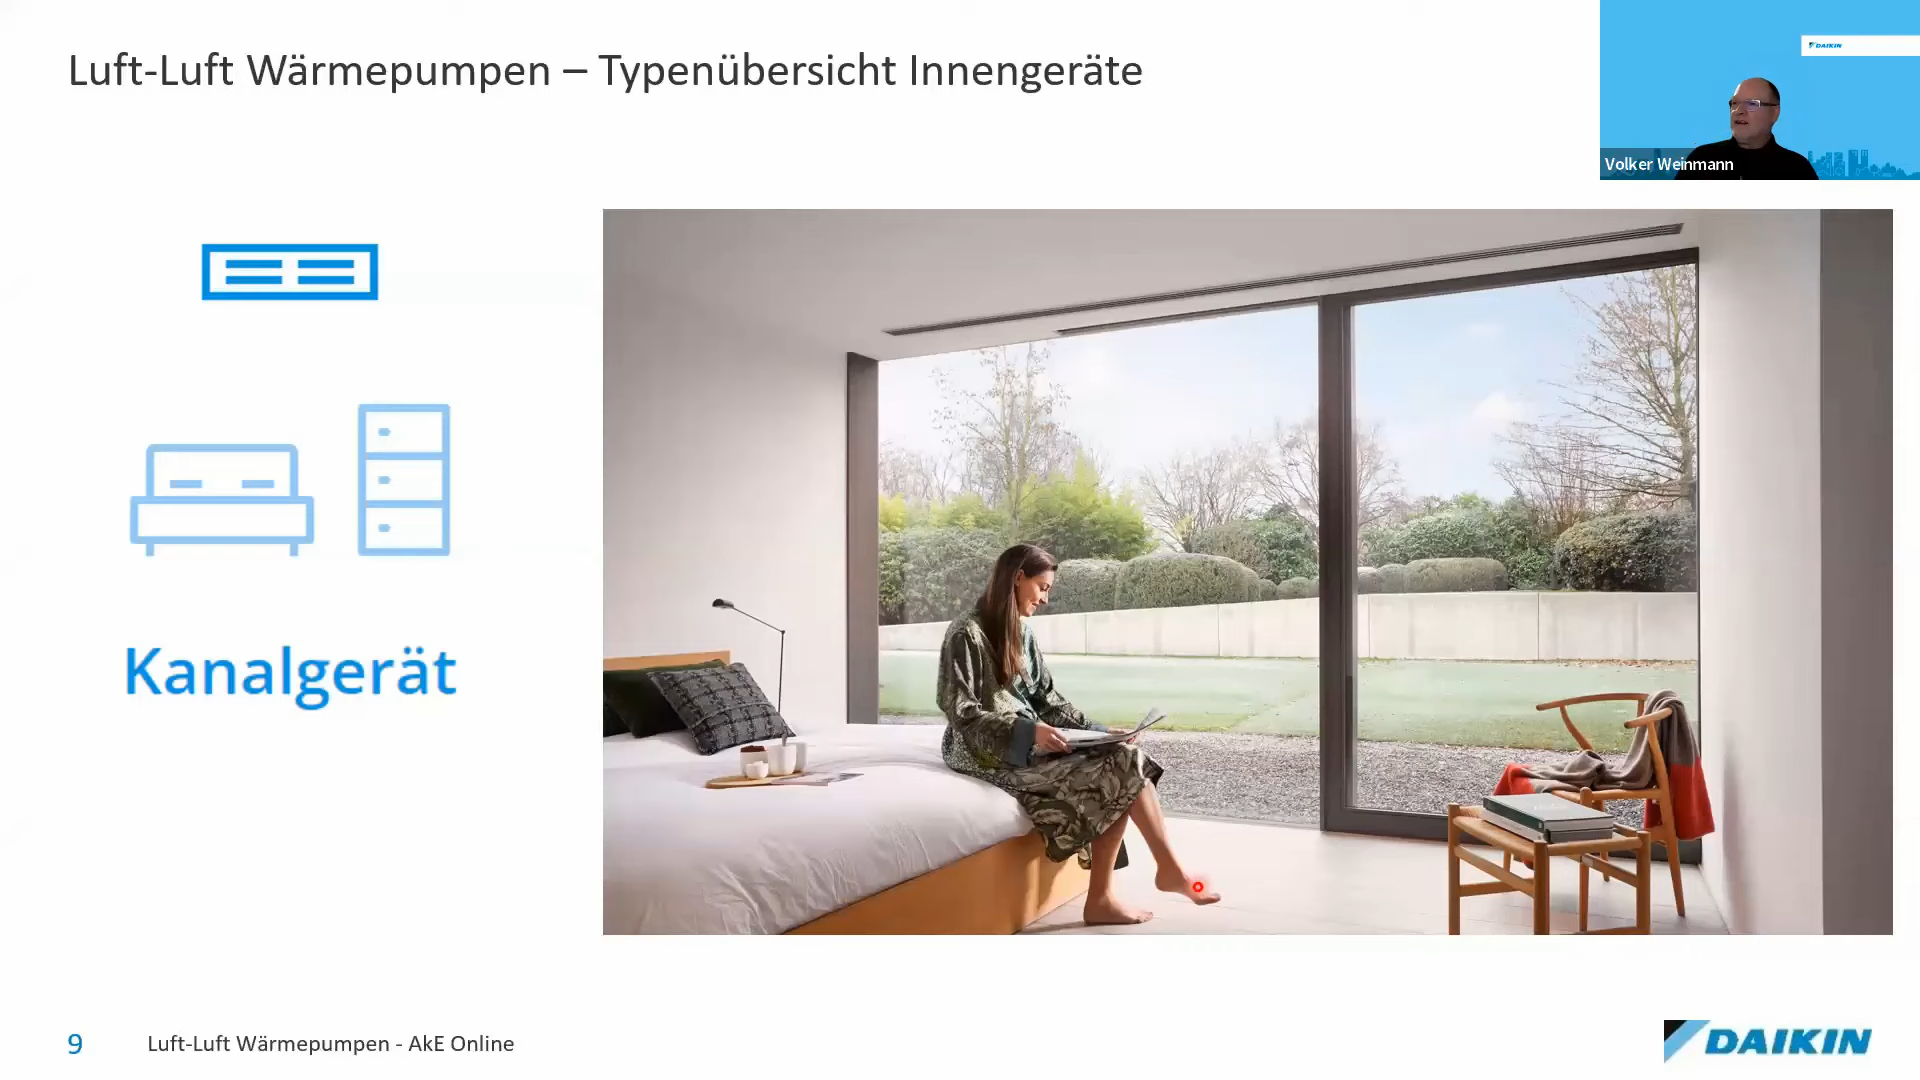 Luft-Luft Wärmepumpen – Typenübersicht Innengeräte
DAIKIN
Volker Weinmann
Kanalgerät
9
Luft-Luft Wärmepumpen - AkE Online
DAIKIN